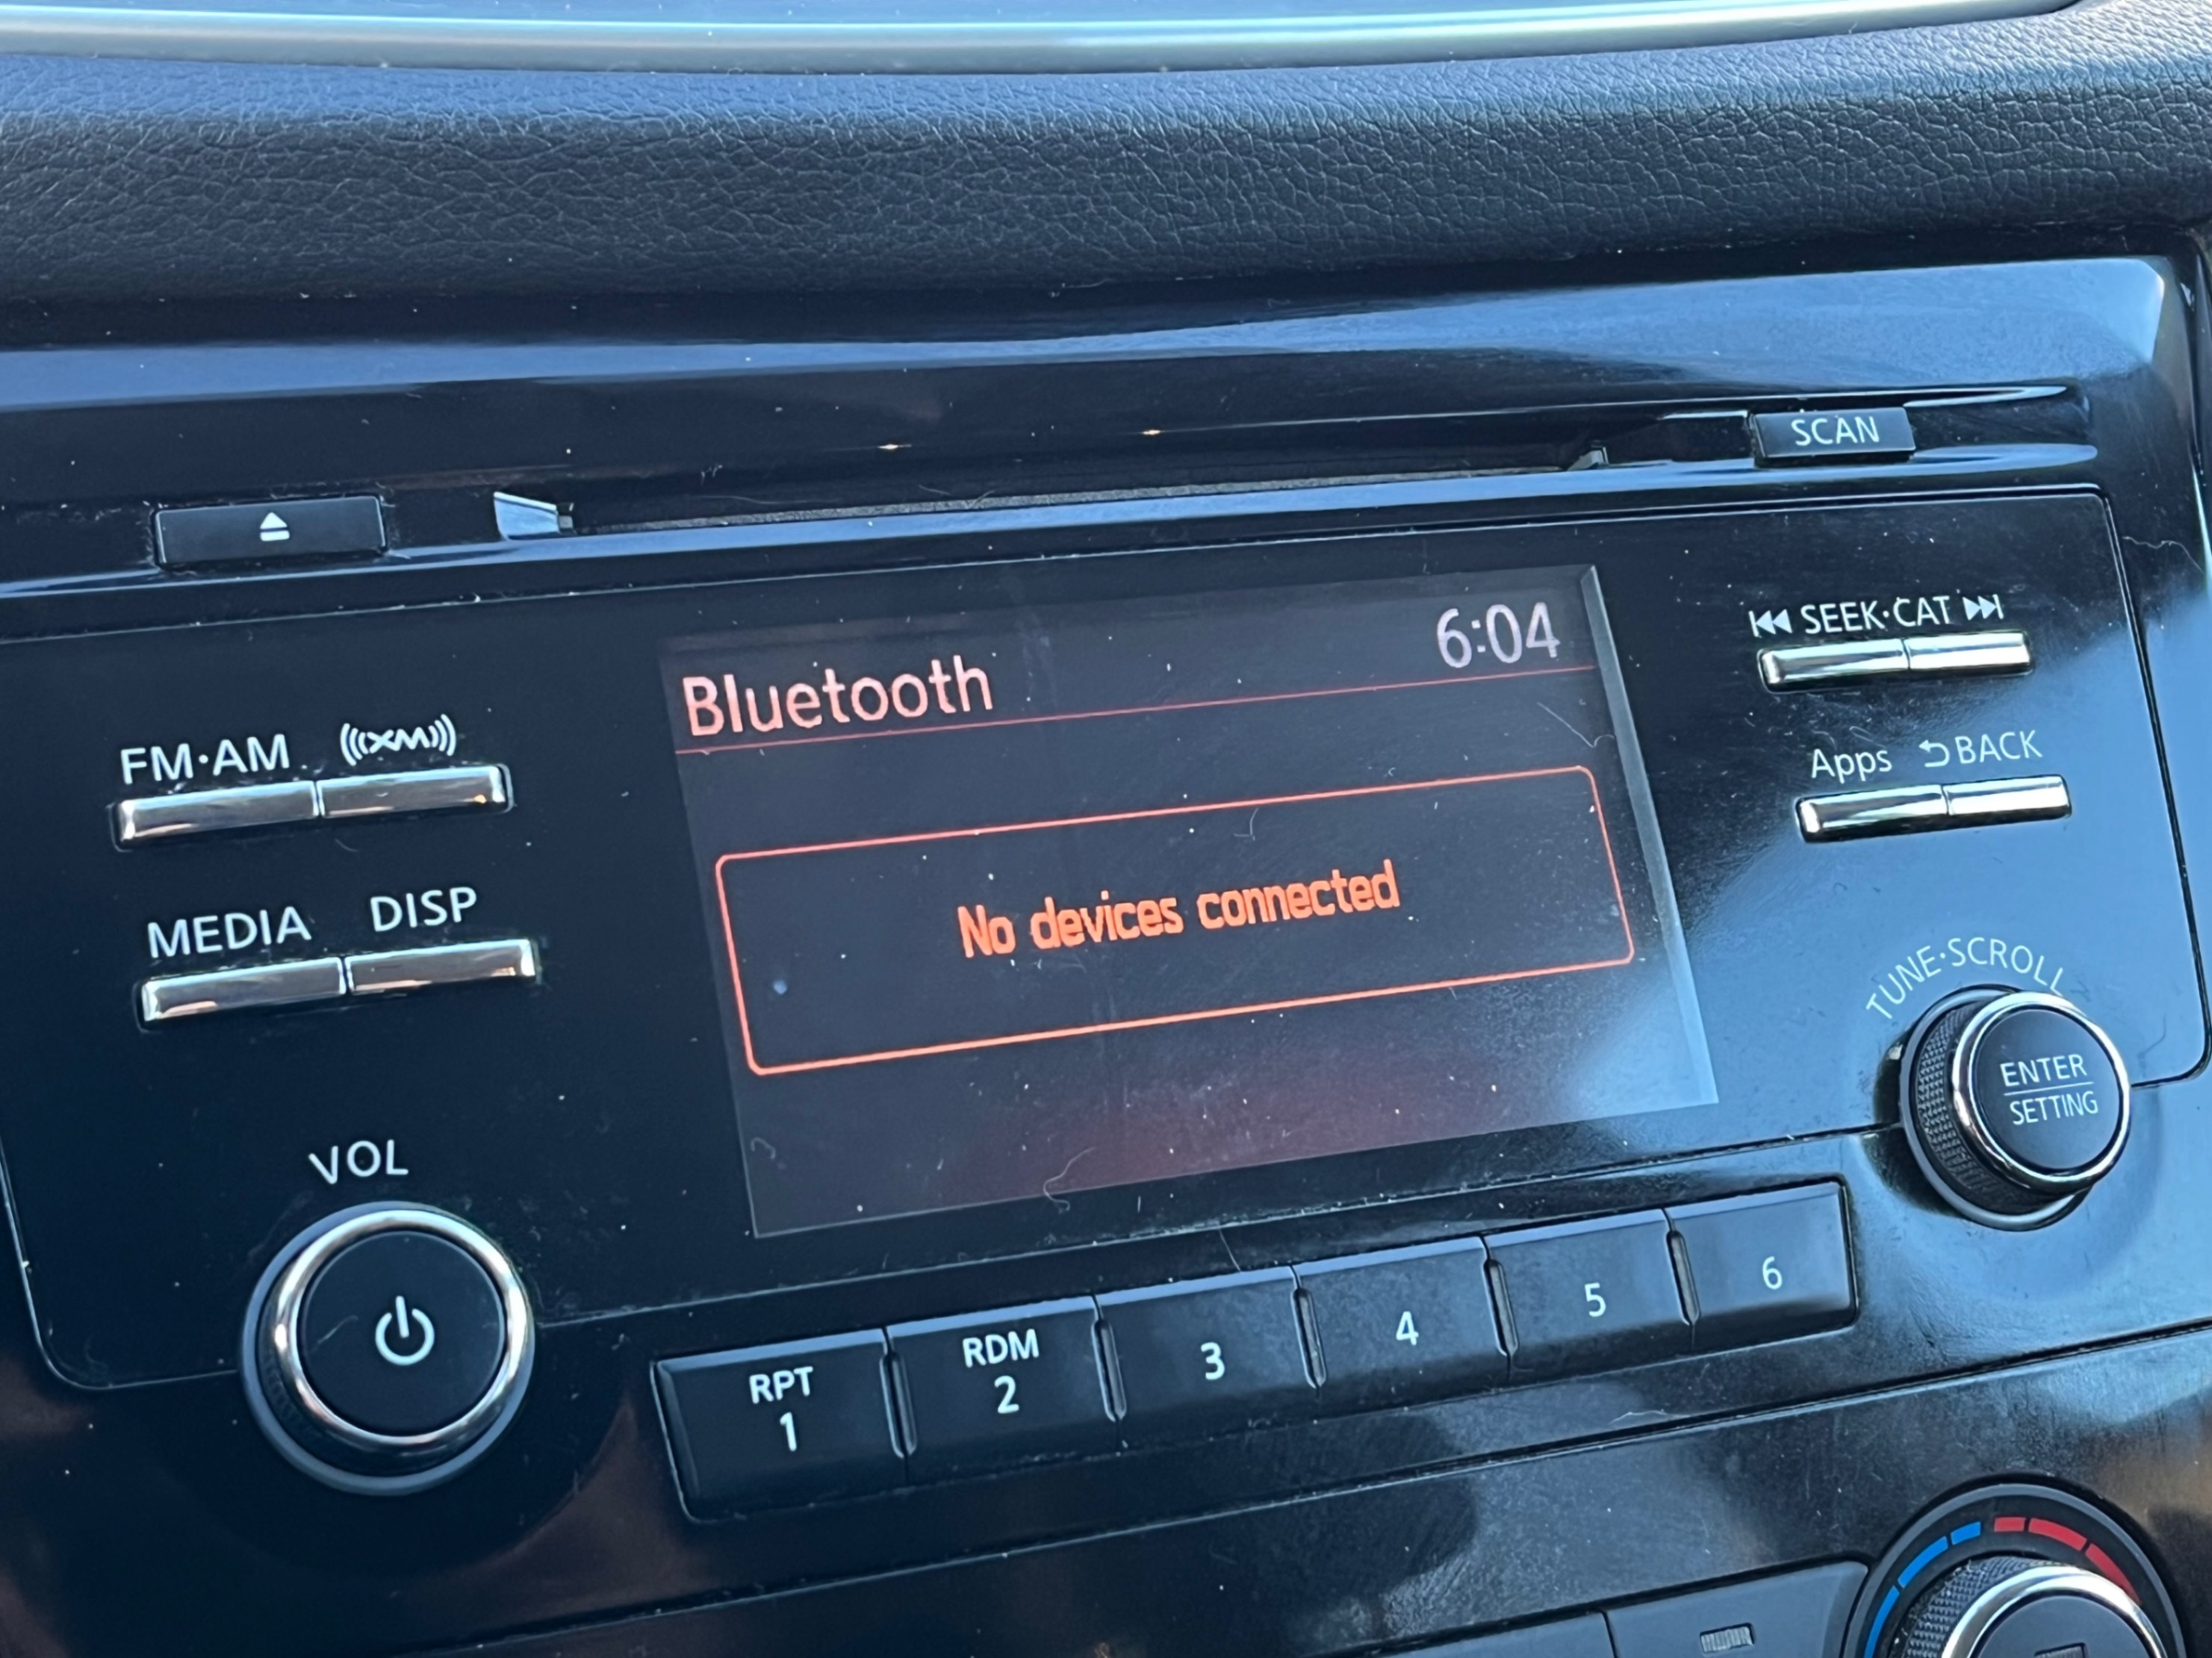 SCAN
SEEK·CAT
Apps BACK
FM·AM XM
MEDIA DISP
VOL
Bluetooth 6:04
No devices connected
TUNE·SCROLL
ENTER
SETTING
RPT
1
RDM
2
3
4
5
6